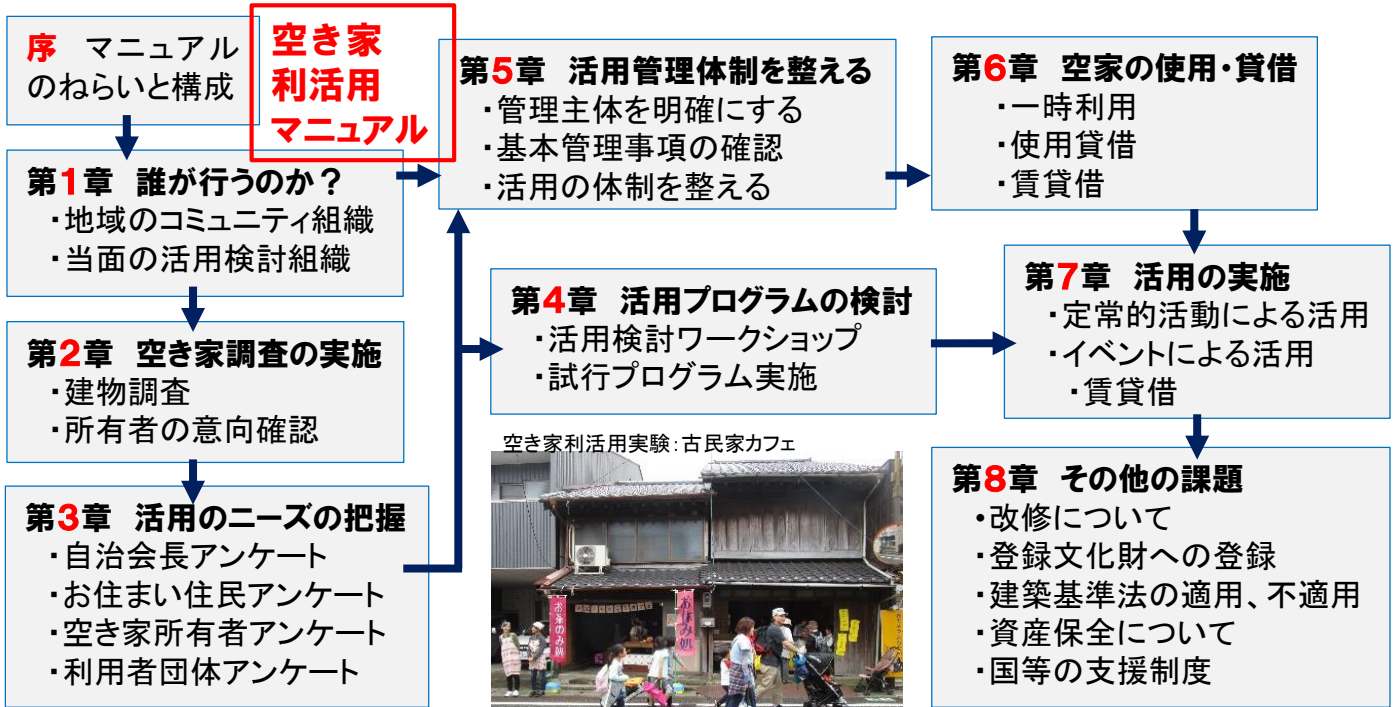 序 マニュアル
のねらいと構成
空き家
利活用
マニュアル
第1章 誰が行うのか？
・地域のコミュニティ組織
・当面の活用検討組織
第2章 空き家調査の実施
・建物調査
・所有者の意向確認
第3章 活用のニーズの把握
・自治会長アンケート
・お住まい住民アンケート
・空き家所有者アンケート
・利用者団体アンケート
第4章 活用プログラムの検討
・活用検討ワークショップ
・試行プログラム実施
空き家利活用実験：古民家カフェ
お茶のみ処
お休み処
第5章 活用管理体制を整える
・管理主体を明確にする
・基本管理事項の確認
・活用の体制を整える
第6章 空家の使用・貸借
・一時利用
・使用貸借
・賃貸借
第7章 活用の実施
・定常的活動による活用
・イベントによる活用
・賃貸借
第8章 その他の課題
・改修について
・登録文化財への登録
・建築基準法の適用、不適用
・資産保全について
・国等の支援制度